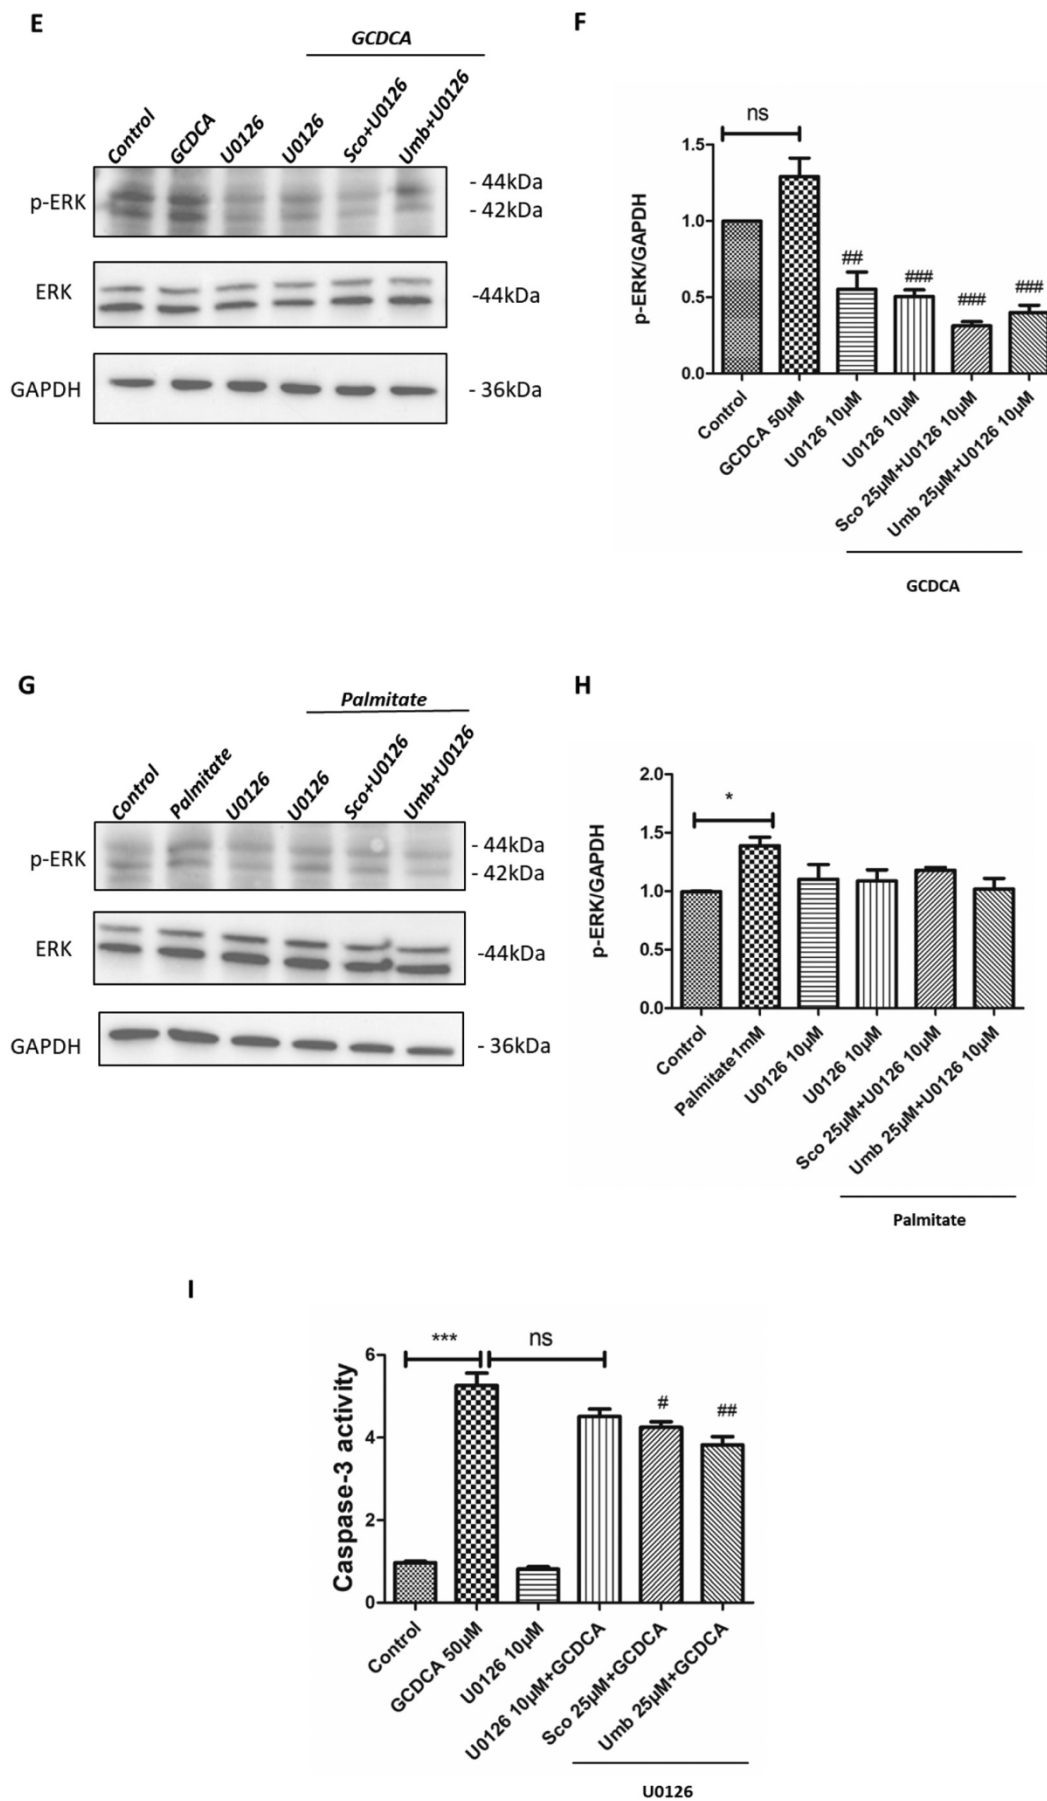 E
GCDCA
Control
GCDCA
U0126
U0126
Sco+U0126
Umb+U0126
p-ERK
- 44kDa
- 42kDa
ERK
-44kDa
GAPDH
- 36kDa
F
ns
1.5
1.0
0.5
0.0
p-ERK/GAPDH
##
###
###
###
Control
GCDCA 50μM
U0126 10μM
U0126 10μM
Sco 25μM+U0126 10μM
Umb 25μM+U0126 10μM
GCDCA
G
Palmitate
Control
Palmitate
U0126
U0126
Sco+U0126
Umb+U0126
p-ERK
- 44kDa
- 42kDa
ERK
-44kDa
GAPDH
- 36kDa
H
*
2.0
1.5
1.0
0.5
0.0
p-ERK/GAPDH
Control
Palmitate1mM
U0126 10μM
U0126 10μM
Sco 25μM+U0126 10μM
Umb 25μM+U0126 10μM
Palmitate
I
***
ns
6
4
2
0
Caspase-3 activity
#
##
Control
GCDCA 50μM
U0126 10μM
U0126 10μM+GCDCA
Sco 25μM+GCDCA
Umb 25μM+GCDCA
U0126